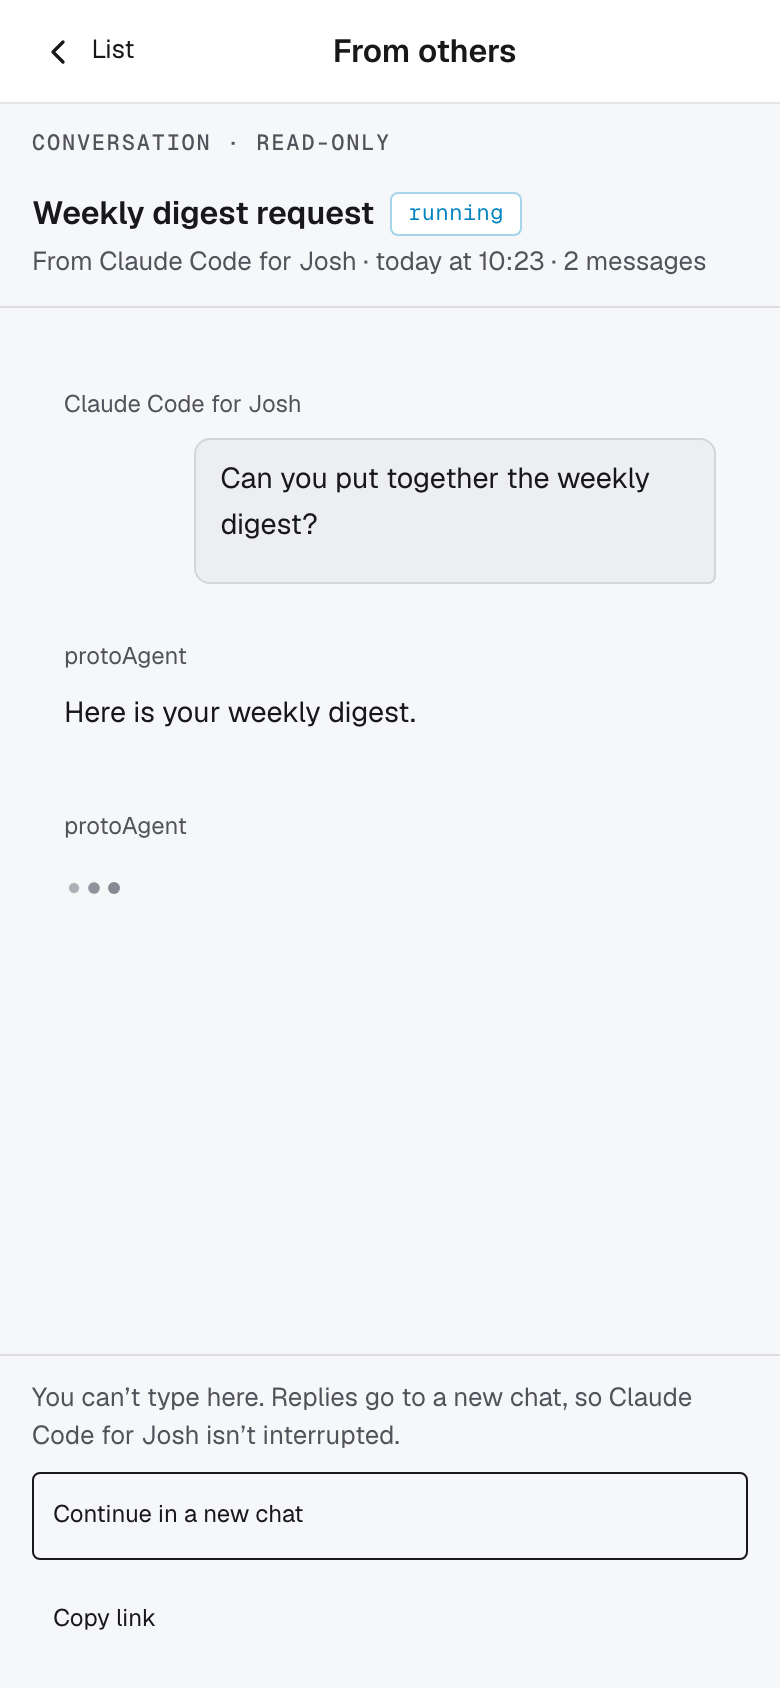 List
From others
CONVERSATION · READ-ONLY
Weekly digest request
running
From Claude Code for Josh · today at 10:23 · 2 messages
Claude Code for Josh
Can you put together the weekly
digest?
protoAgent
Here is your weekly digest.
protoAgent
You can’t type here. Replies go to a new chat, so Claude
Code for Josh isn’t interrupted.
Continue in a new chat
Copy link